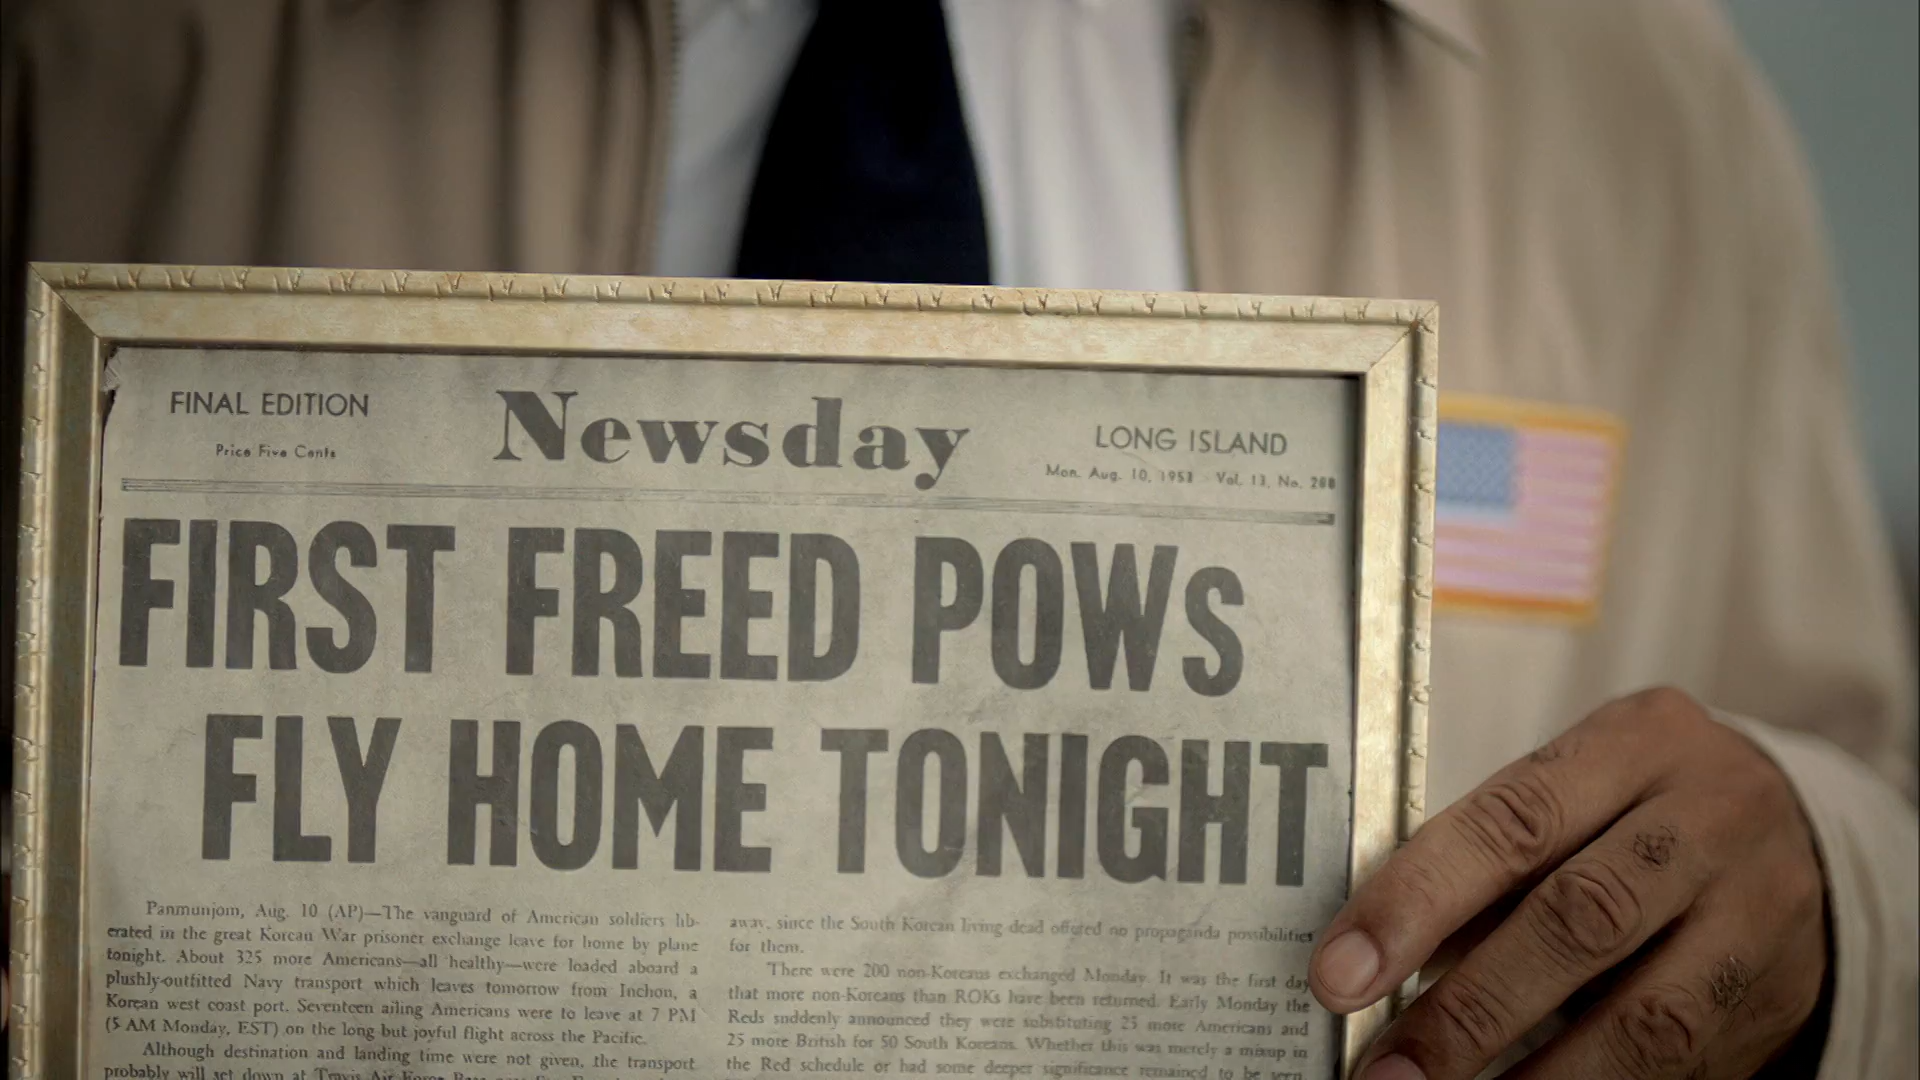 FINAL EDITION
Price Five Cents
Newsday
LONG ISLAND
Mon. Aug. 10, 1953 Vol. 13, No. 288
FIRST FREED POWs
FLY HOME TONIGHT
Panmunjom, Aug. 10 (AP)—The vanguard of American soldiers lib-
erated in the great Korean War prisoner exchange leave for home by plane
tonight. About 325 more Americans—all healthy—were loaded aboard a
plushly-outfitted Navy transport which leaves tomorrow from Inchon, a
Korean west coast port. Seventeen ailing Americans were to leave at 7 PM
(5 AM Monday, EST) on the long but joyful flight across the Pacific.
Although destination and landing time were not given, the transport
probably will set down at Travis Air
away, since the South Korean living dead offered no propaganda possibilities
for them.
There were 200 non-Koreans exchanged Monday. It was the first day
that more non-Koreans than ROKs have been returned. Early Monday the
Reds suddenly announced they were substituting 25 more Americans and
25 more British for 50 South Koreans. Whether this was merely a mixup in
the Red schedule or had some deeper significance remained to be seen.